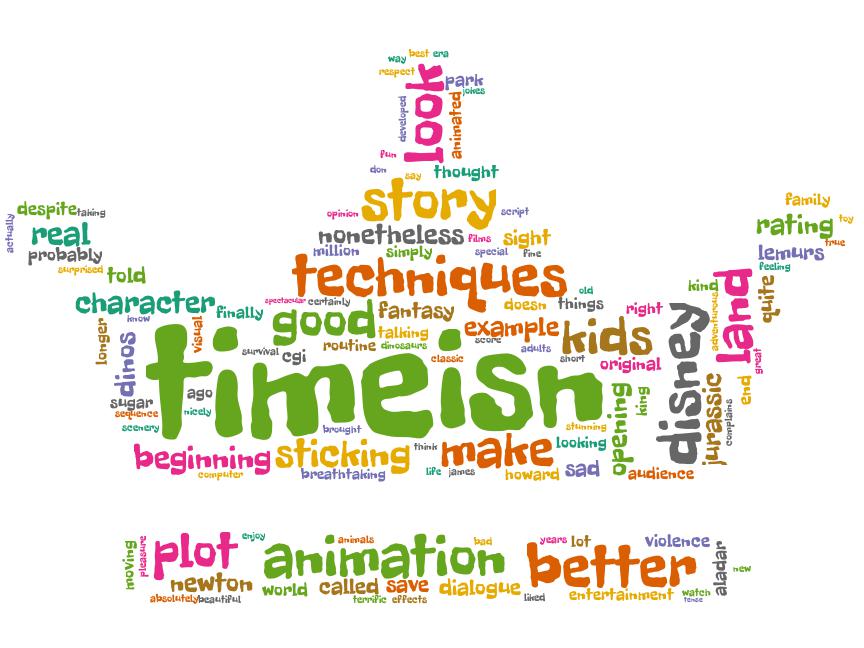 way best era
respect
look
park
jokes
developed
animated
fun
don say thought
story
opinion script
nonetheless films sight
million simply special fine
techniques
despite taking
actually
real
probably
surprised told
character finally
spectacuar certainly
good fantasy
doesn things old
talking
example
score
kids
routine dinosaurs
adults
classic short
right
original
family
rating toy
true
lemurs
feeling
kind
quite
land
adventurous
great
end
disney
jurassic
complains
king
opening
longer
dinos
know
visual
survival cgi
timeisn
ago
sugar
sequence nicely
scenery
brought
stunning
beginning sticking think make looking
computer breathtaking life james howard sad audience
moving
pleasure
plot
enjoy
animals
animation
bad
years lot
better
violence
aladar
new
newton world called save dialogue
entertainment watch
tense
absolutely beautiful terrific effects liked